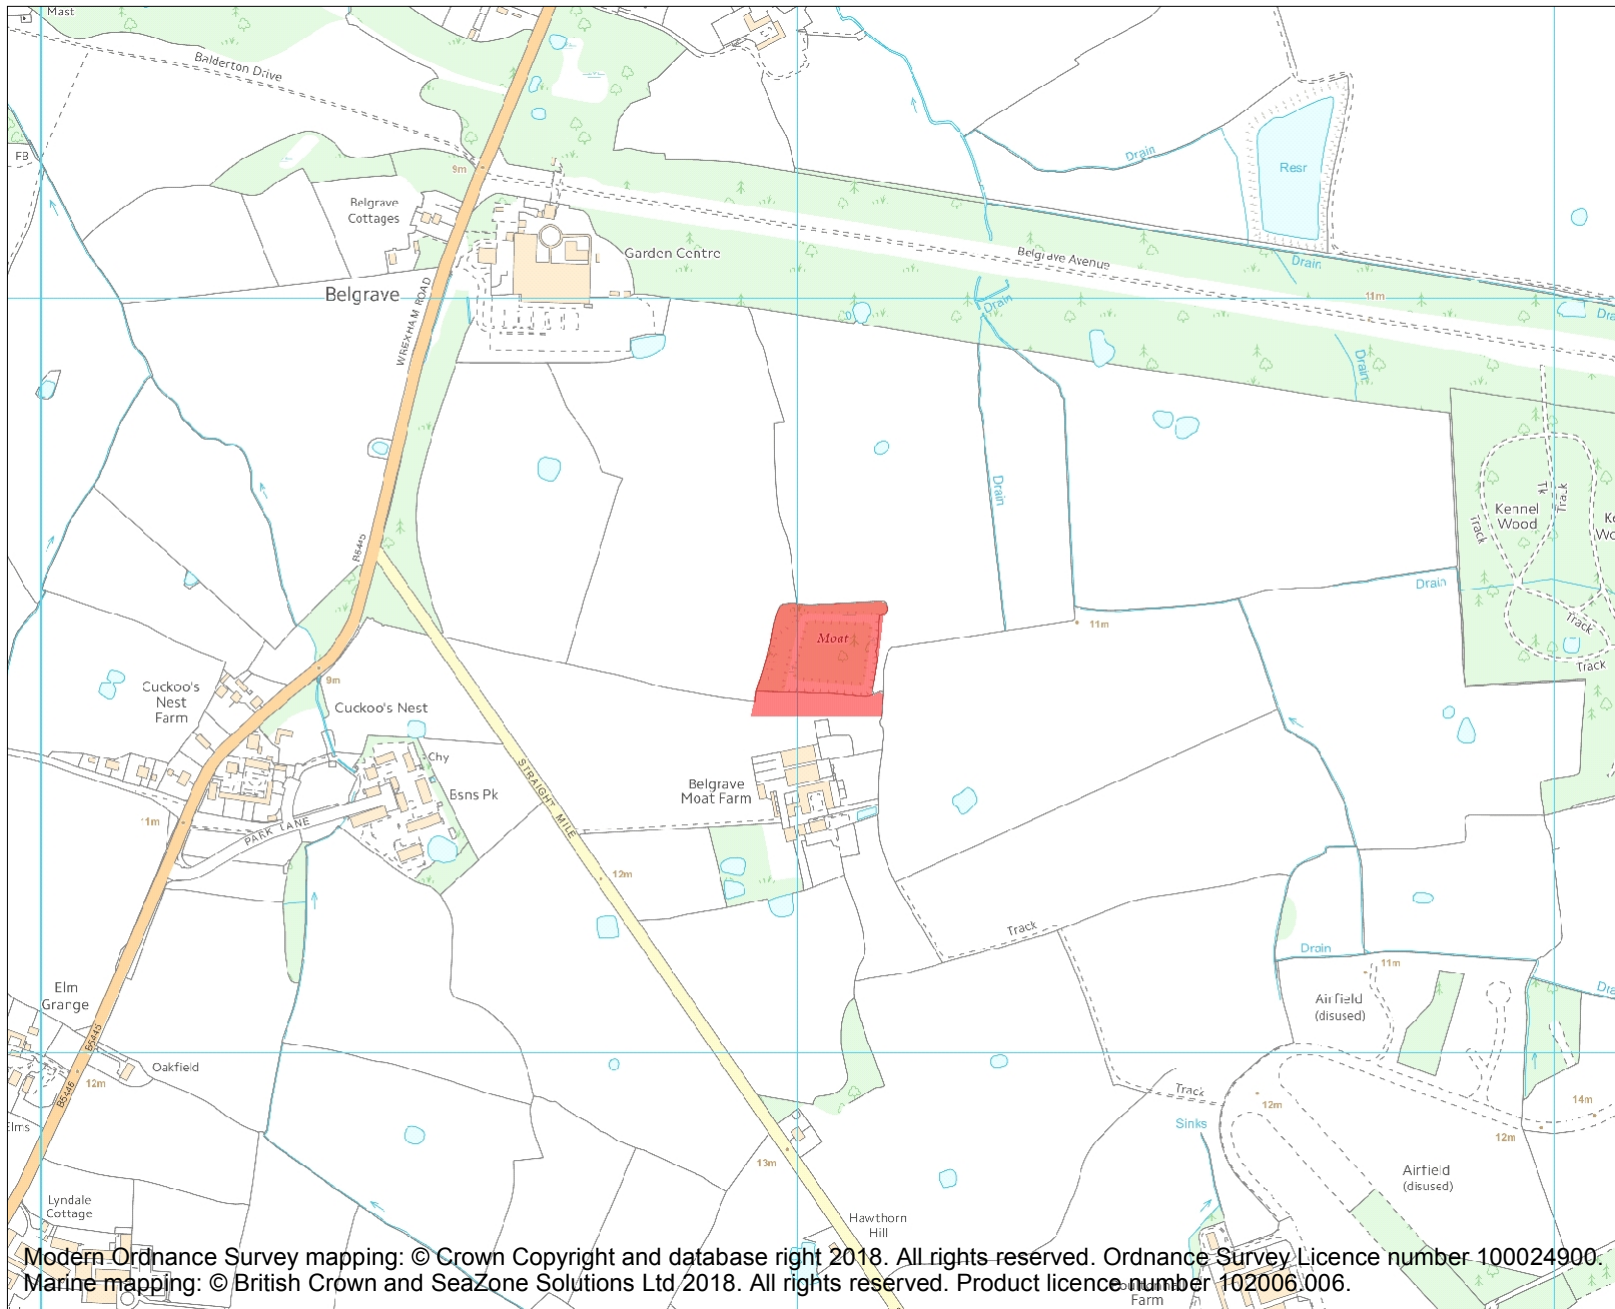 Mast
Balderton Drive
FB
9m
Belgrave
Cottages
Garden Centre
Belgrave
WREXHAM ROAD
Drain
Resr
Belgrave Avenue
Drain
11m
Drain
Drain
Drain
Kennel
Wood
Tk
Track
Track
Drain
B5445
Drain
Track
Track
Moat
11m
9m
Cuckoo's
Nest
Farm
Cuckoo's Nest
Chy
Bsns Pk
STRAIGHT MILE
Belgrave
Moat Farm
PARK LANE
12m
Track
Drain
11m
Airfield
(disused)
Elm
Grange
B5445
Oakfield
12m
B5445
Elms
Track
12m
14m
12m
Sinks
13m
Airfield
(disused)
Lyndale
Cottage
Hawthorn
Hill
Farm
Modern Ordnance Survey mapping: © Crown Copyright and database right 2018. All rights reserved. Ordnance Survey Licence number 100024900.
Marine mapping: © British Crown and SeaZone Solutions Ltd 2018. All rights reserved. Product licence number 102006.006.